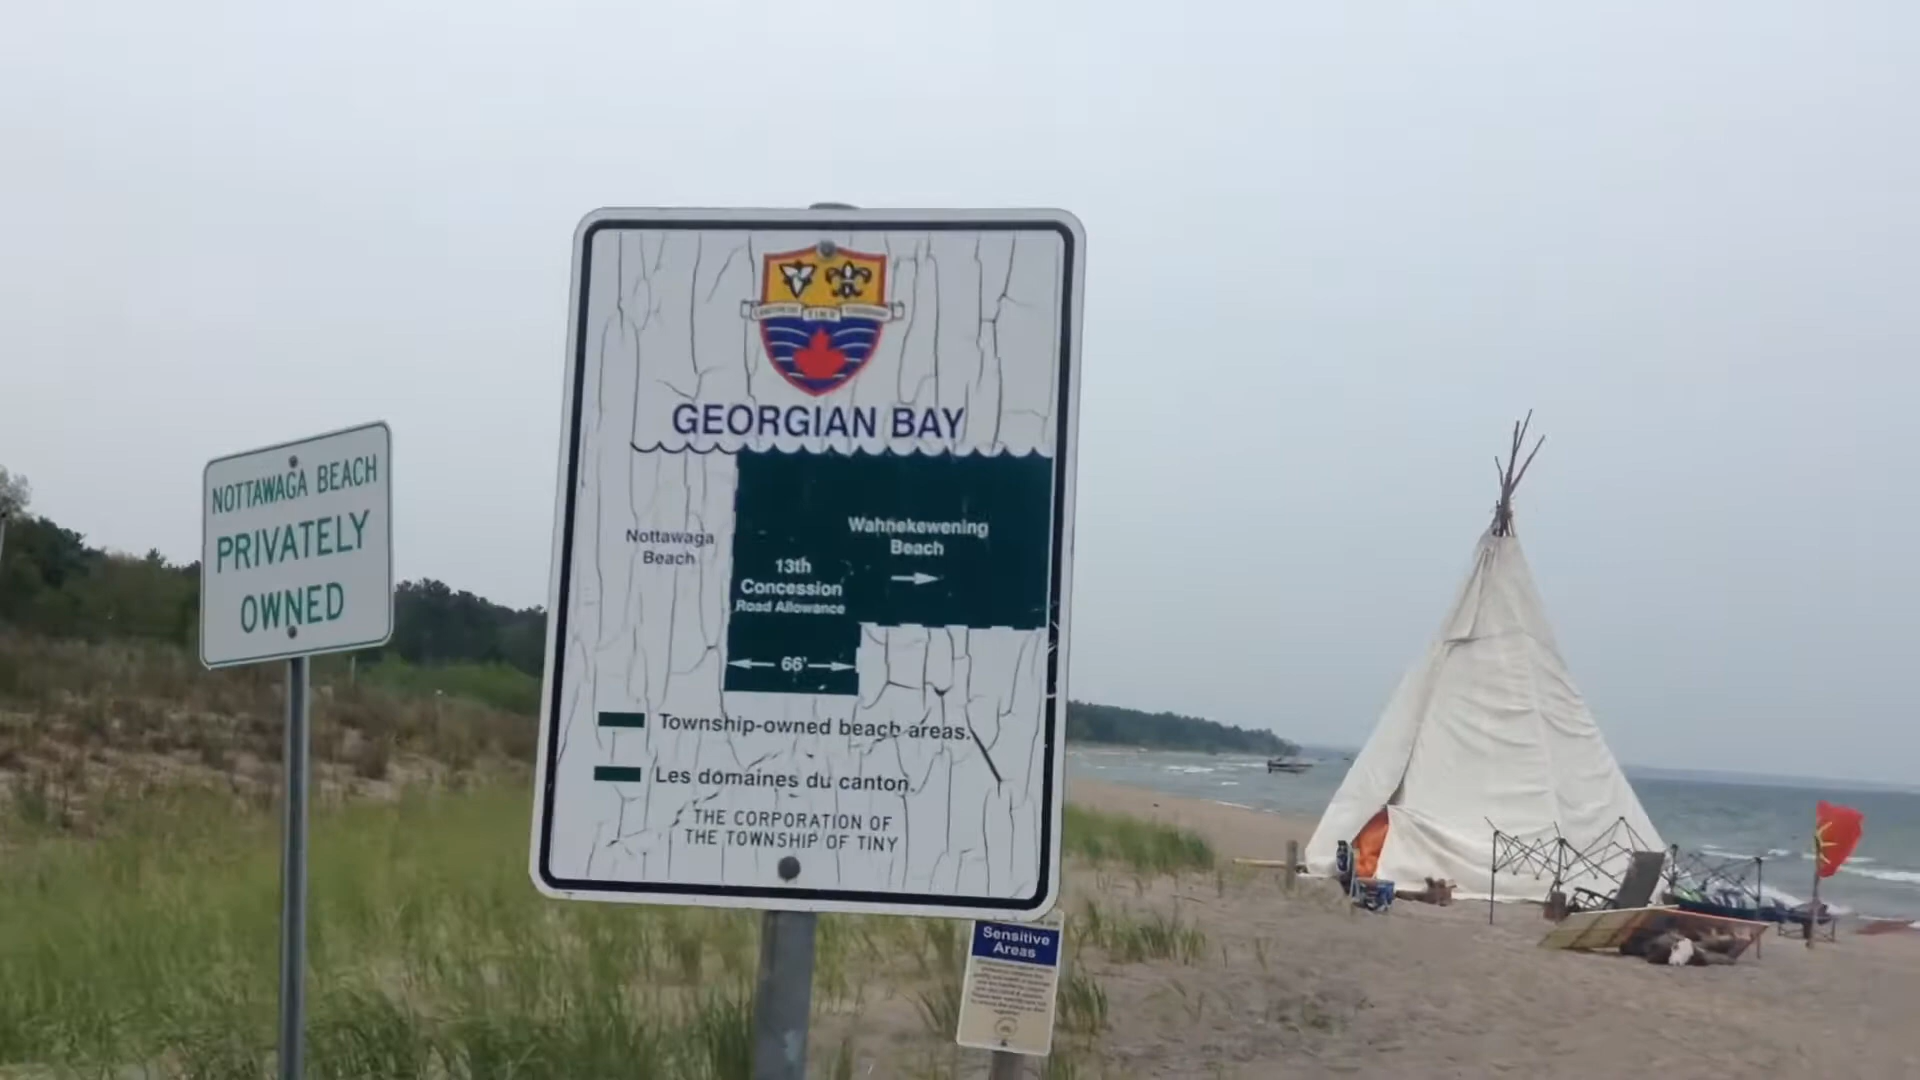 NOTTAWAGA BEACH
PRIVATELY
OWNED
TINY
GEORGIAN BAY
Nottawaga
Beach
Wahnekewening
Beach
13th
Concession
Road Allowance
66'
Township-owned beach areas.
Les domaines du canton.
THE CORPORATION OF
THE TOWNSHIP OF TINY
Sensitive
Areas